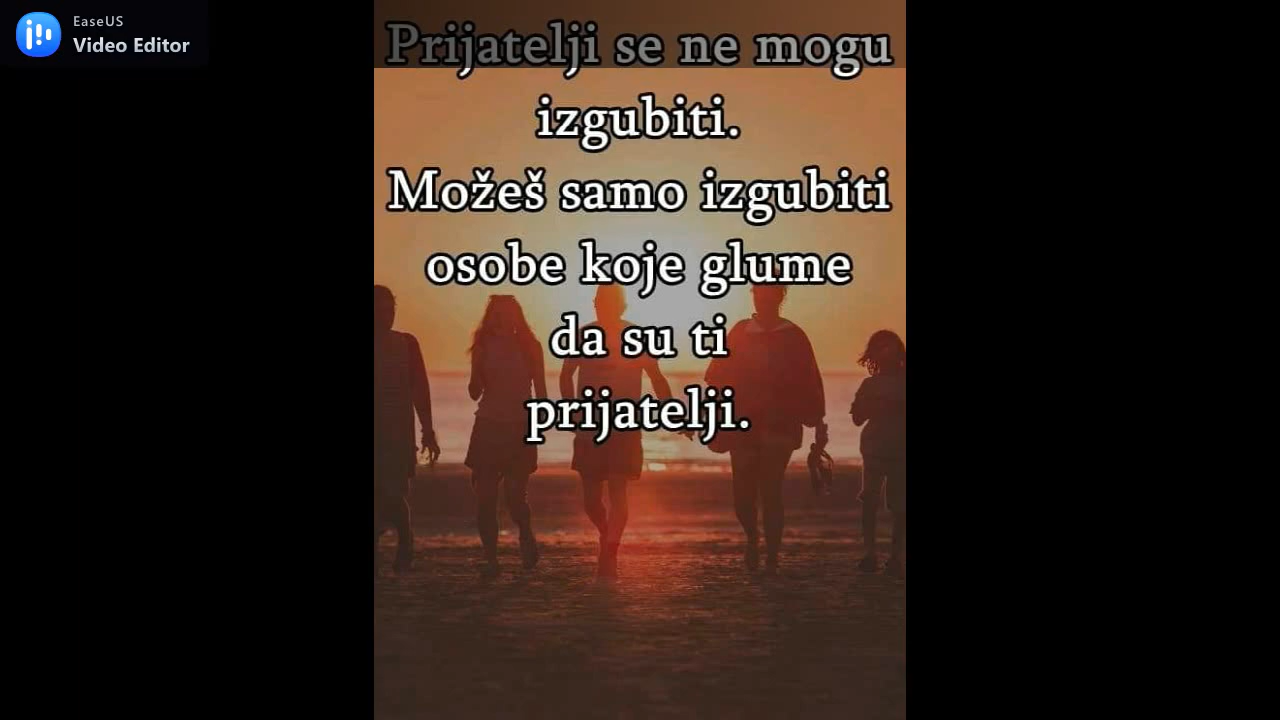 EaseUS
Video Editor
Prijatelji se ne mogu
izgubiti.
Možeš samo izgubiti
osobe koje glume
da su ti
prijatelji.